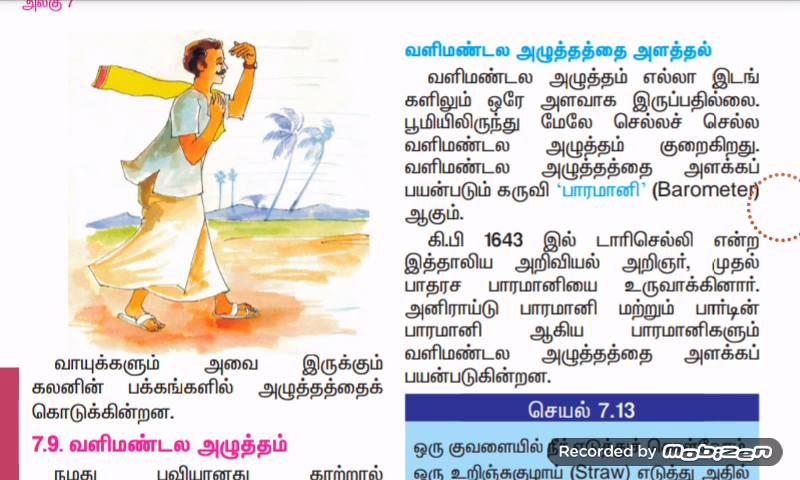 அலகு 7
வாயுக்களும் அவை இருக்கும்
கலனின் பக்கங்களில் அழுத்தத்தைக்
கொடுக்கின்றன.
7.9. வளிமண்டல அழுத்தம்
நமது புவியானது காற்றால்
வளிமண்டல அழுத்தத்தை அளத்தல்
வளிமண்டல அழுத்தம் எல்லா இடங்
களிலும் ஒரே அளவாக இருப்பதில்லை.
பூமியிலிருந்து மேலே செல்லச் செல்ல
வளிமண்டல அழுத்தம் குறைகிறது.
வளிமண்டல அழுத்தத்தை அளக்கப்
பயன்படும் கருவி ‘பாரமானி’ (Barometer)
ஆகும்.
கி.பி 1643 இல் டாரிசெல்லி என்ற
இத்தாலிய அறிவியல் அறிஞர், முதல்
பாதரச பாரமானியை உருவாக்கினார்.
அனிராய்டு பாரமானி மற்றும் பார்டின்
பாரமானி ஆகிய பாரமானிகளும்
வளிமண்டல அழுத்தத்தை அளக்கப்
பயன்படுகின்றன.
செயல் 7.13
ஒரு குவளையில் நீர்
ஒரு உறிஞ்சுகுழாய் (Straw) எடுத்து அதில்
Recorded by mobizen